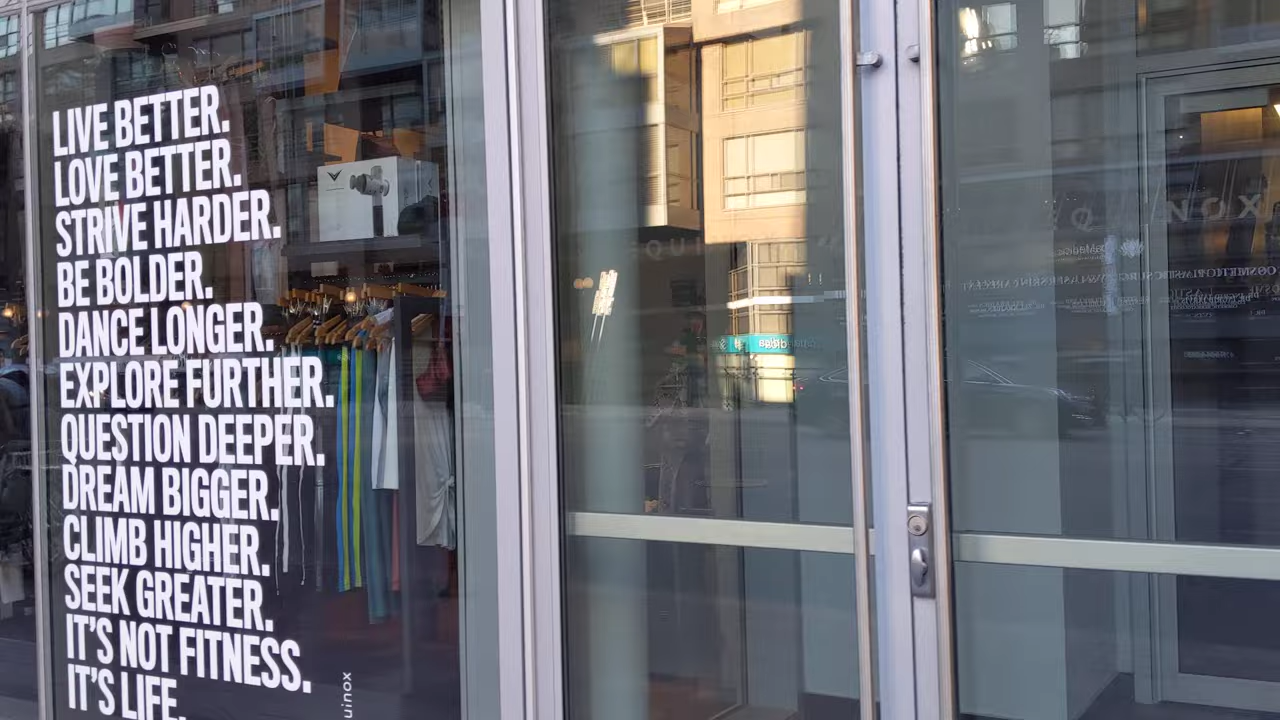 LIVE BETTER.
LOVE BETTER.
STRIVE HARDER.
BE BOLDER.
DANCE LONGER.
EXPLORE FURTHER.
QUESTION DEEPER.
DREAM BIGGER.
CLIMB HIGHER.
SEEK GREATER.
IT'S NOT FITNESS.
IT'S LIFE.
uinox